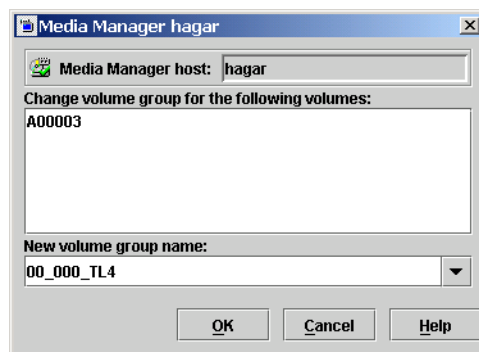 Media Manager hagar
Media Manager host: hagar
Change volume group for the following volumes:
A00003
New volume group name:
00_000_TL4
OK Cancel Help